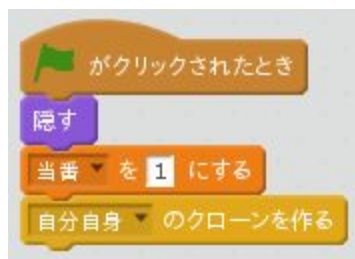 がクリックされたとき
隠す
当番 を 1 にする
自分自身 のクローンを作る